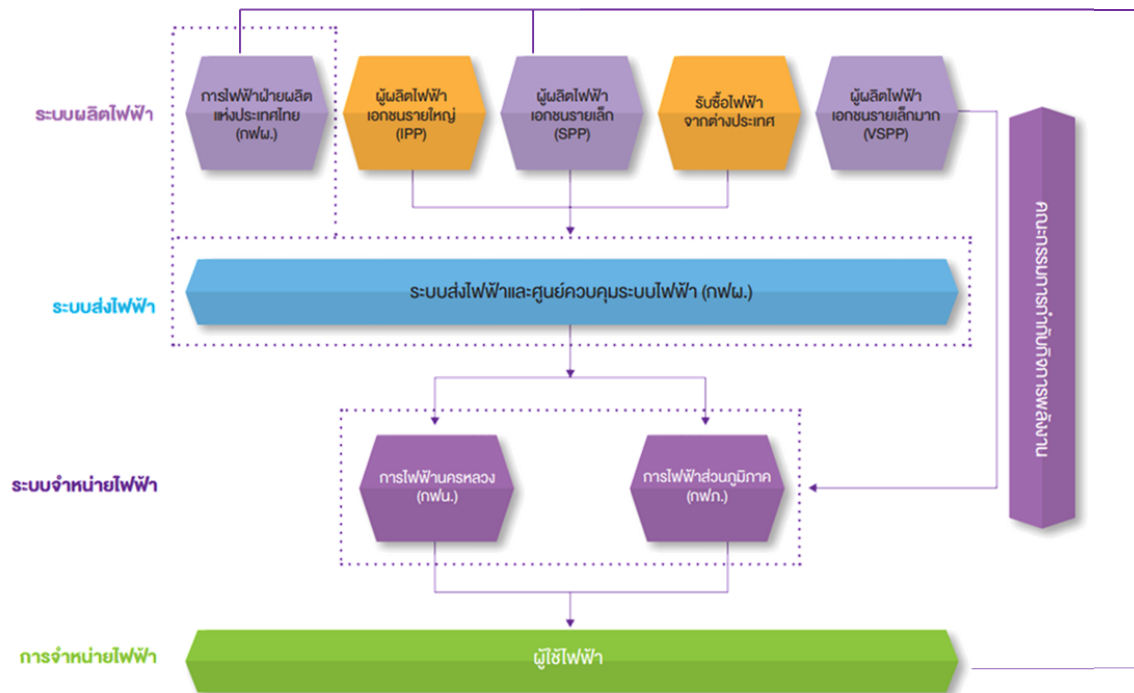 ระบบผลิตไฟฟ้า
การไฟฟ้าฝ่ายผลิต
แห่งประเทศไทย
(กฟผ.)
ผู้ผลิตไฟฟ้า
เอกชนรายใหญ่
(IPP)
ผู้ผลิตไฟฟ้า
เอกชนรายเล็ก
(SPP)
รับซื้อไฟฟ้า
จากต่างประเทศ
ผู้ผลิตไฟฟ้า
เอกชนรายเล็กมาก
(VSPP)
คณะกรรมการกำกับกิจการพลังงาน
ระบบส่งไฟฟ้า
ระบบส่งไฟฟ้าและศูนย์ควบคุมระบบไฟฟ้า (กฟผ.)
ระบบจำหน่ายไฟฟ้า
การไฟฟ้านครหลวง
(กฟน.)
การไฟฟ้าส่วนภูมิภาค
(กฟภ.)
การจำหน่ายไฟฟ้า
ผู้ใช้ไฟฟ้า